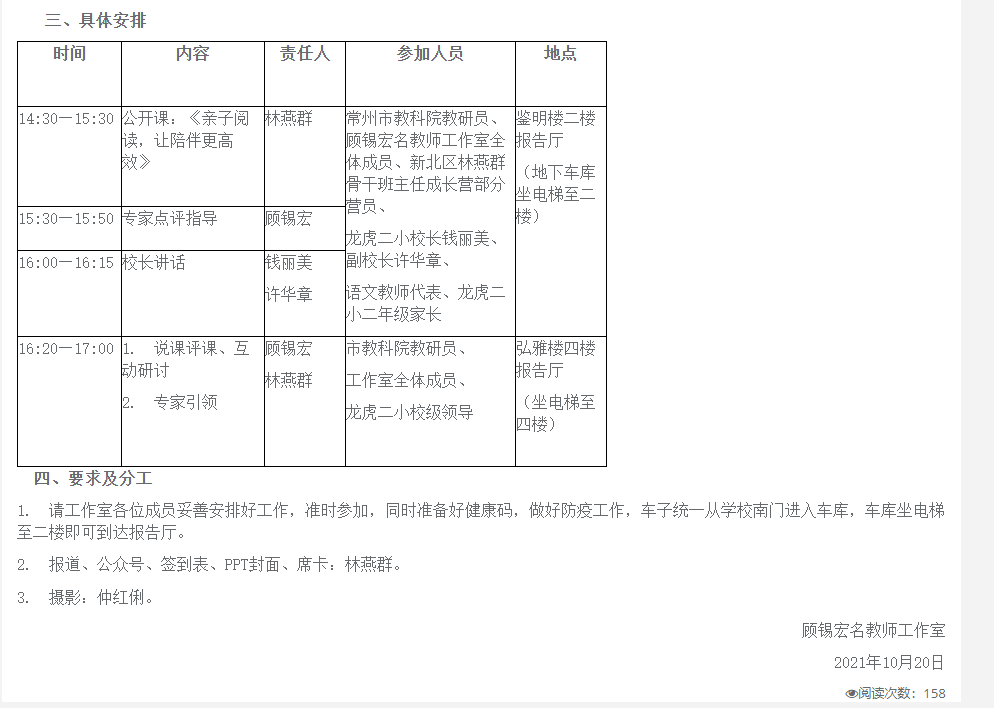 三、具体安排
时间 内容 责任人 参加人员 地点
14:30—15:30
公开课：《亲子阅
读，让陪伴更高
效》
林燕群
常州市教科院教研员、
顾锡宏名教师工作室全
体成员、新北区林燕群
骨干班主任成长营部分
营员、
龙虎二小校长钱丽美、
副校长许华章、
语文教师代表、龙虎二
小二年级家长
鉴明楼二楼
报告厅
（地下车库
坐电梯至二
楼）
15:30—15:50
专家点评指导
顾锡宏
16:00—16:15
校长讲话
钱丽美
许华章
16:20—17:00
1. 说课评课、互
动研讨
2. 专家引领
顾锡宏
林燕群
市教科院教研员、
工作室全体成员、
龙虎二小校级领导
弘雅楼四楼
报告厅
（坐电梯至
四楼）
四、要求及分工
1. 请工作室各位成员妥善安排好工作，准时参加，同时准备好健康码，做好防疫工作，车子统一从学校南门进入车库，车库坐电梯
至二楼即可到达报告厅。
2. 报道、公众号、签到表、PPT封面、席卡：林燕群。
3. 摄影：仲红俐。
顾锡宏名教师工作室
2021年10月20日
阅读次数：158